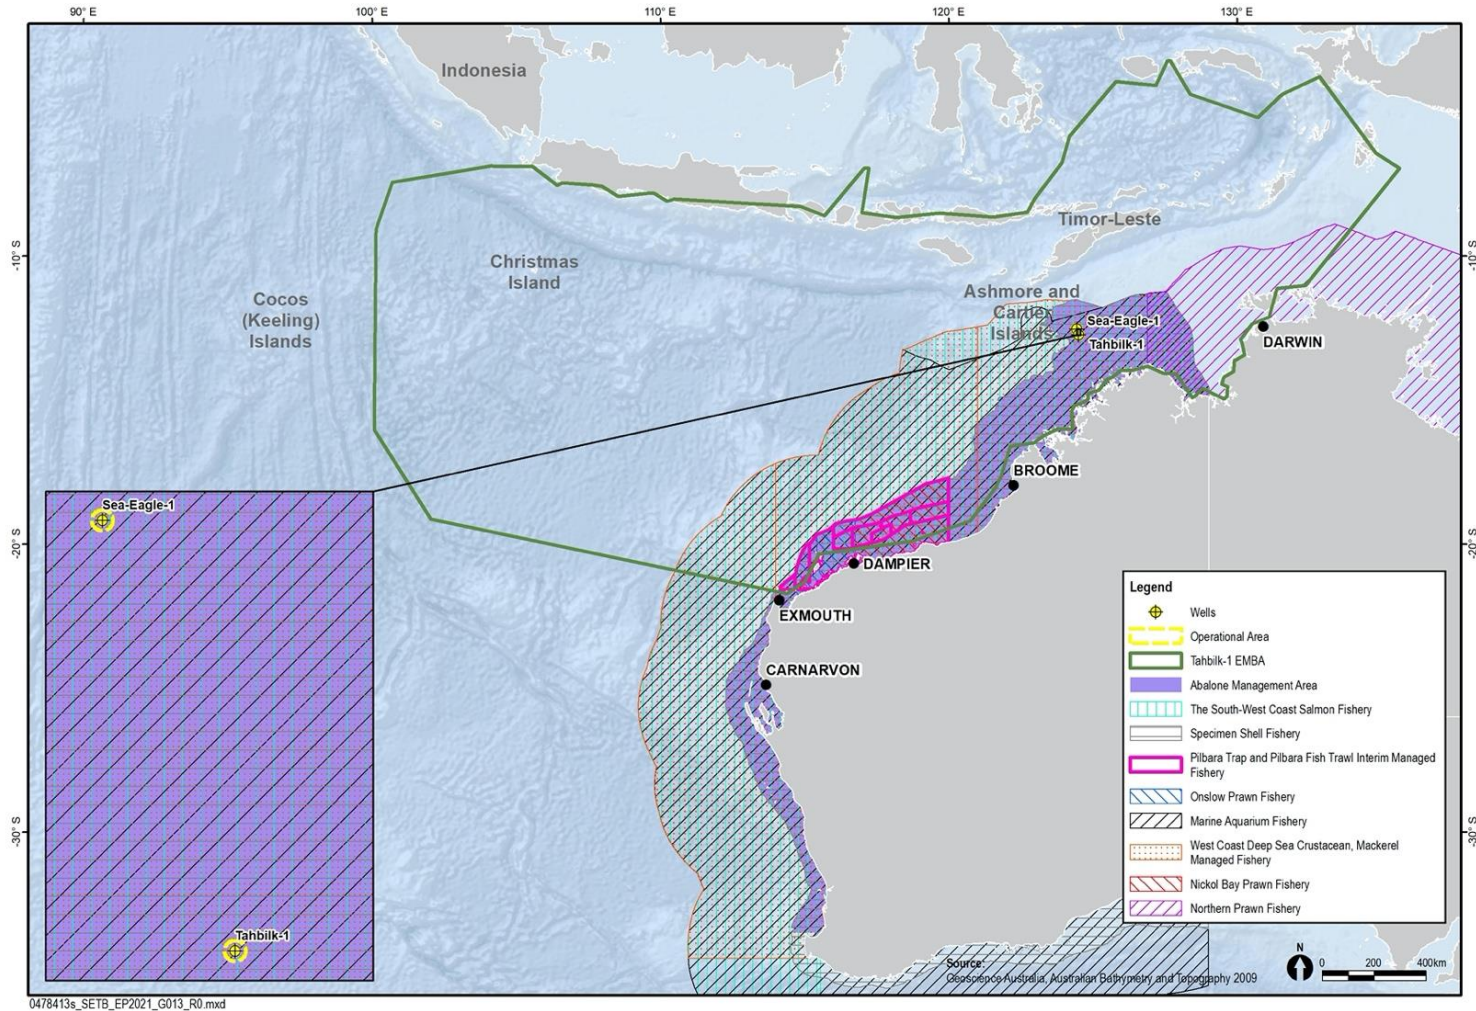 90° E
100° E
110° E
120° E
130° E
Indonesia
Timor-Leste
-10° S
-10° S
Christmas
Island
Cocos
(Keeling)
Islands
Ashmore and
Cartier
Islands
Sea-Eagle-1
Tahbilk-1
DARWIN
BROOME
Sea-Eagle-1
-20° S
-20° S
DAMPIER
EXMOUTH
CARNARVON
-30° S
-30° S
Tahbilk-1
Legend
Wells
Operational Area
Tahbilk-1 EMBA
Abalone Management Area
The South-West Coast Salmon Fishery
Specimen Shell Fishery
Pilbara Trap and Pilbara Fish Trawl Interim Managed
Fishery
Onslow Prawn Fishery
Marine Aquarium Fishery
West Coast Deep Sea Crustacean, Mackerel
Managed Fishery
Nickol Bay Prawn Fishery
Northern Prawn Fishery
Source:
Geoscience Australia, Australian Bathymetry and Topography 2009
N
0 200 400km
0478413s_SETB_EP2021_G013_R0.mxd